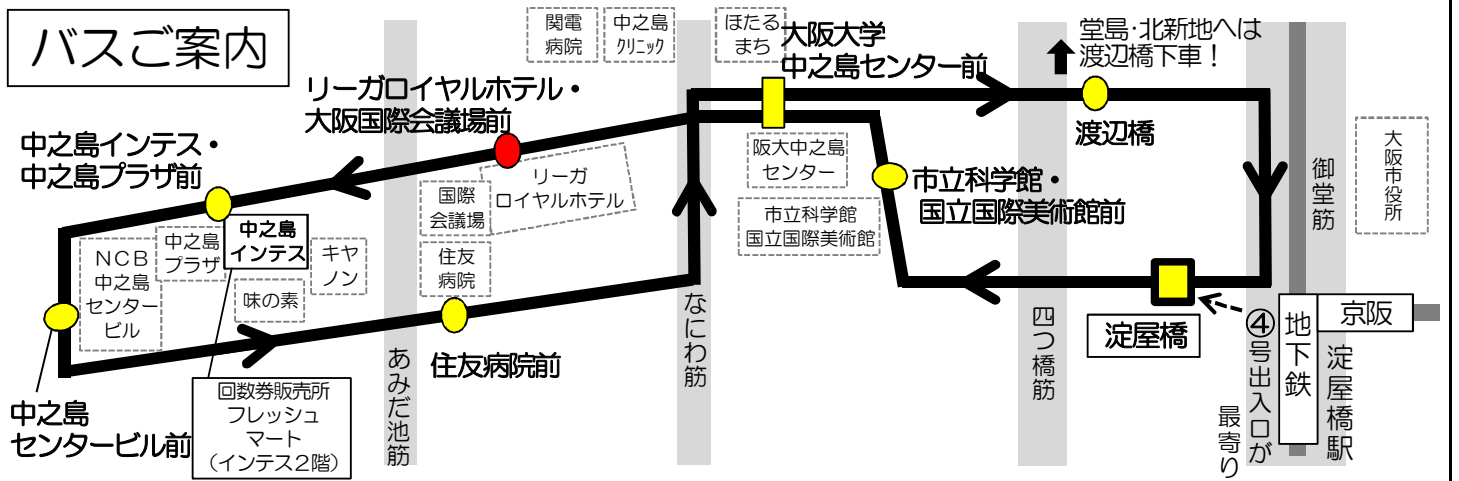 バスご案内
関電
病院
中之島
クリニック
ほたる
まち
大阪大学
中之島センター前
堂島・北新地へは
渡辺橋下車！
リーガロイヤルホテル・
大阪国際会議場前
渡辺橋
中之島インテス・
中之島プラザ前
阪大中之島
センター
市立科学館・
国立国際美術館前
市立科学館
国立国際美術館
リーガ
ロイヤルホテル
国際
会議場
御堂筋
大阪市役所
中之島
プラザ
中之島
インテス
キヤ
ノン
NCB
中之島
センター
ビル
味の素
住友
病院
なにわ筋
四つ橋筋
淀屋橋
④号出入口が
最寄り
地下鉄
京阪
淀屋橋駅
住友病院前
あみだ池筋
中之島
センタービル前
回数券販売所
フレッシュ
マート
（インテス2階）